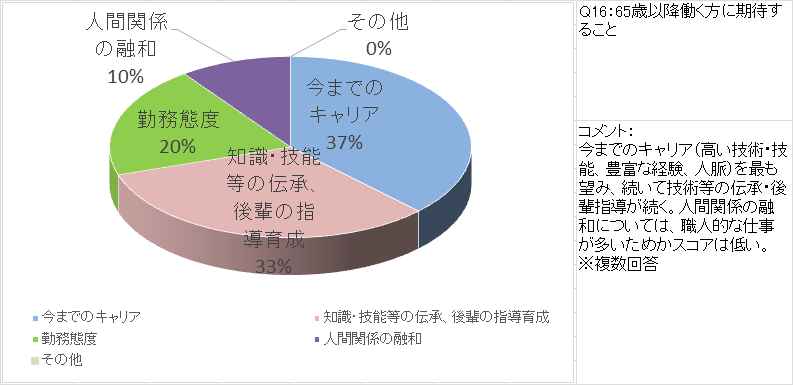 人間関係
の融和
10%
その他
0%
今までの
キャリア
37%
勤務態度
20%
知識・技能
等の伝承、
後輩の指
導育成
33%
今までのキャリア
知識・技能等の伝承、後輩の指導育成
勤務態度
人間関係の融和
その他
Q16:65歳以降働く方に期待す
ること
コメント:
今までのキャリア(高い技術・技
能、豊富な経験、人脈)を最も
望み、続いて技術等の伝承・後
輩指導が続く。人間関係の融
和については、職人的な仕事
が多いためかスコアは低い。
※複数回答